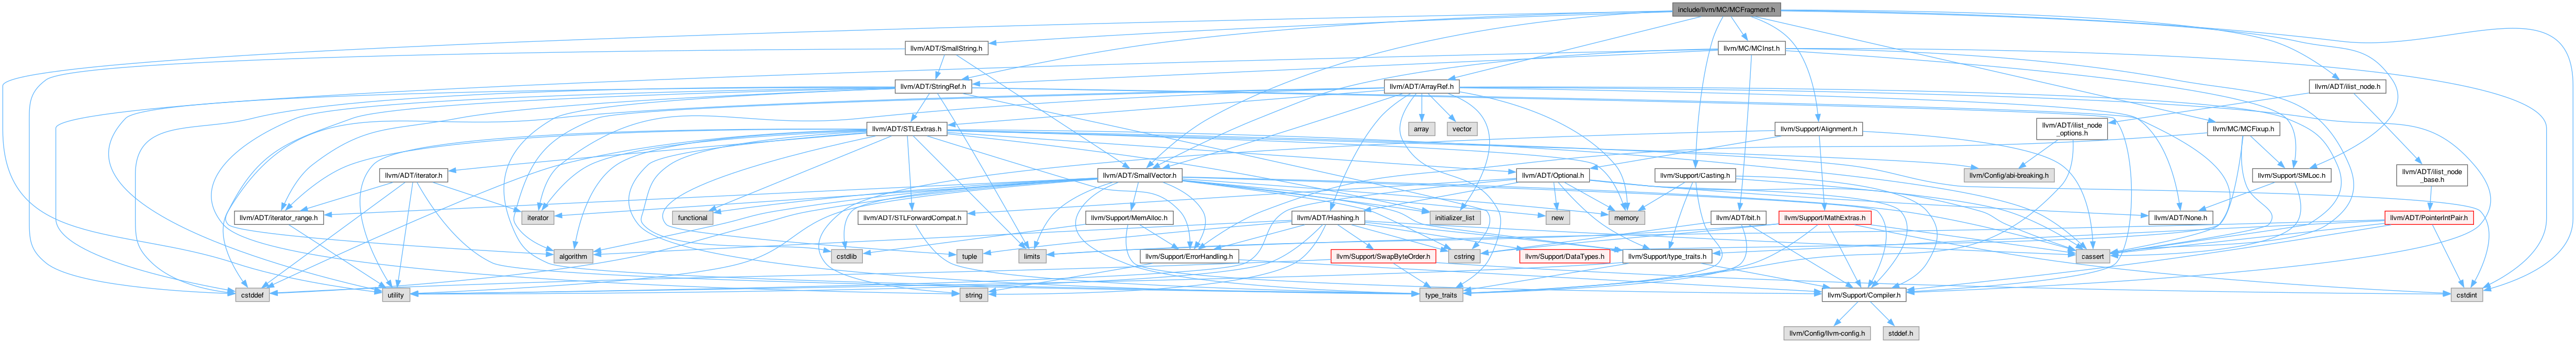 include/llvm/MC/MCFragment.h
llvm/ADT/SmallString.h
llvm/MC/MCInst.h
llvm/ADT/StringRef.h
llvm/ADT/ArrayRef.h
llvm/ADT/ilist_node.h
llvm/ADT/STLExtras.h
array
vector
llvm/Support/Alignment.h
llvm/ADT/ilist_node
_options.h
llvm/MC/MCFixup.h
llvm/ADT/iterator.h
llvm/ADT/SmallVector.h
llvm/ADT/Optional.h
llvm/Support/Casting.h
llvm/Config/abi-breaking.h
llvm/Support/SMLoc.h
llvm/ADT/ilist_node
_base.h
llvm/ADT/iterator_range.h
iterator
functional
llvm/ADT/STLForwardCompat.h
llvm/Support/MemAlloc.h
llvm/ADT/Hashing.h
initializer_list
new
memory
llvm/ADT/bit.h
llvm/Support/MathExtras.h
llvm/ADT/None.h
llvm/ADT/PointerIntPair.h
algorithm
cstdlib
tuple
limits
llvm/Support/ErrorHandling.h
llvm/Support/SwapByteOrder.h
cstring
llvm/Support/DataTypes.h
llvm/Support/type_traits.h
cassert
cstddef
utility
string
type_traits
llvm/Support/Compiler.h
cstdint
llvm/Config/llvm-config.h
stddef.h